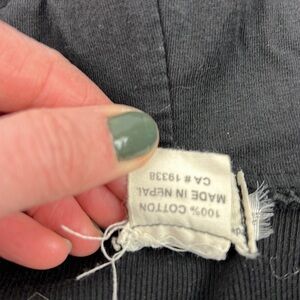 100% COTTON
MADE IN NEPAL
CA # 19338